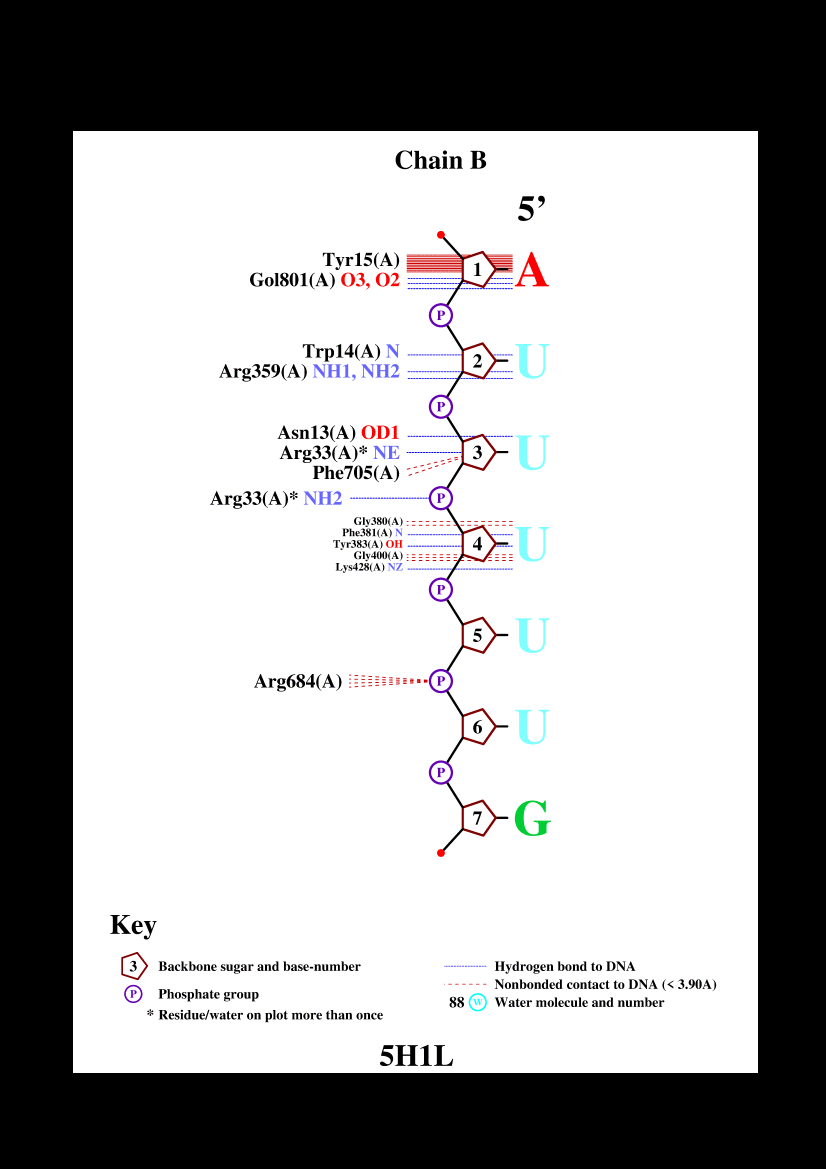 Chain B
5’
Tyr15(A)
1 A
Gol801(A) O3, O2
P
Trp14(A) N
2 U
Arg359(A) NH1, NH2
P
Asn13(A) OD1
Arg33(A)* NE 3 U
Phe705(A)
Arg33(A)* NH2 P
Gly380(A)
Phe381(A) N
Tyr383(A) OH 4 U
Gly400(A)
Lys428(A) NZ
P
5 U
Arg684(A) P
6 U
P
7 G
Key
3 Backbone sugar and base-number
P Phosphate group
* Residue/water on plot more than once
Hydrogen bond to DNA
Nonbonded contact to DNA (< 3.90A)
88 W Water molecule and number
5H1L